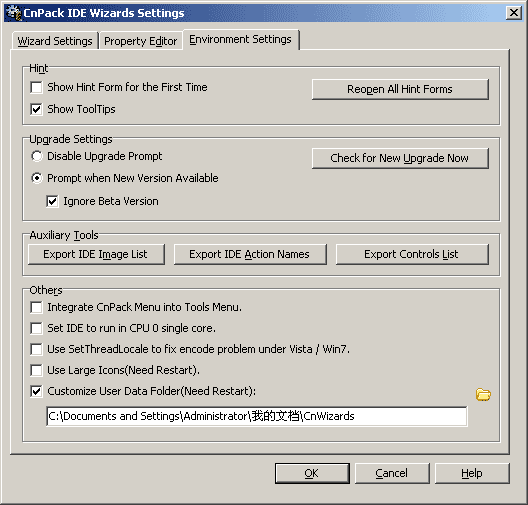 CnPack IDE Wizards Settings
Wizard Settings
Property Editor
Environment Settings
Hint
Show Hint Form for the First Time
Reopen All Hint Forms
Show ToolTips
Upgrade Settings
Disable Upgrade Prompt
Check for New Upgrade Now
Prompt when New Version Available
Ignore Beta Version
Auxiliary Tools
Export IDE Image List
Export IDE Action Names
Export Controls List
Others
Integrate CnPack Menu into Tools Menu.
Set IDE to run in CPU 0 single core.
Use SetThreadLocale to fix encode problem under Vista / Win7.
Use Large Icons(Need Restart).
Customize User Data Folder(Need Restart):
C:\Documents and Settings\Administrator\我的文档\CnWizards
OK
Cancel
Help